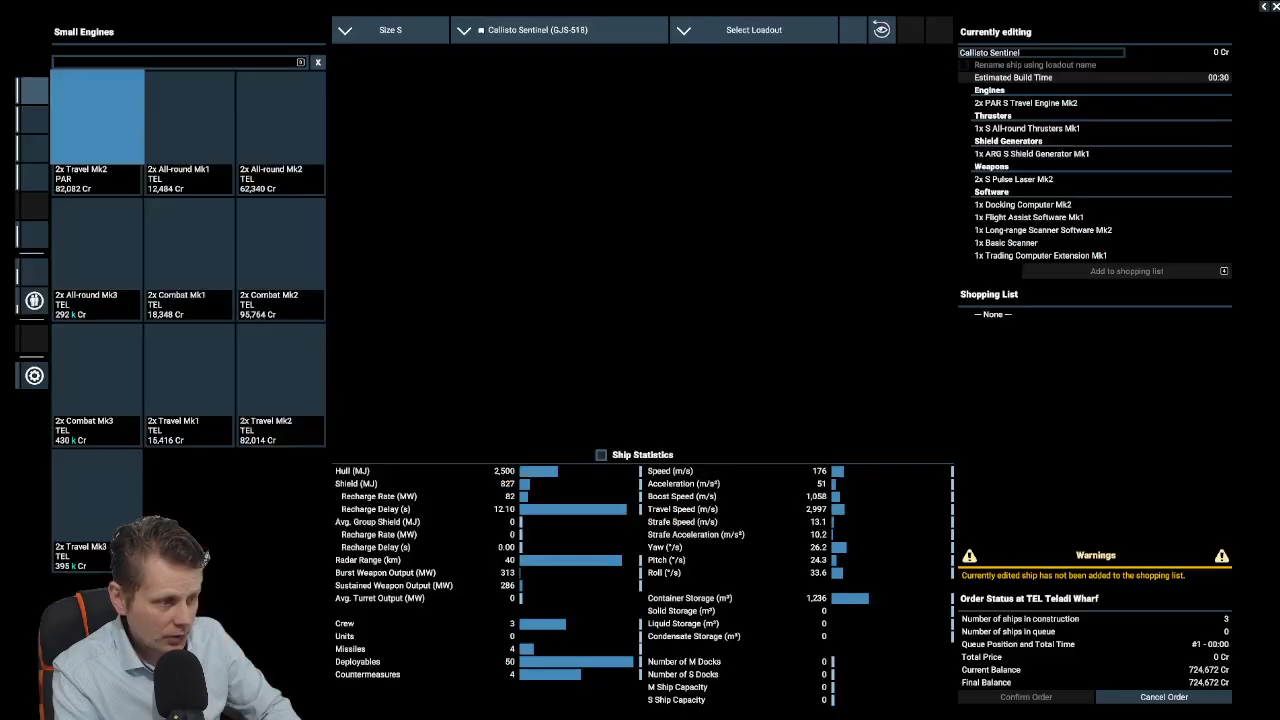 Small Engines
x
2x Travel Mk2
PAR
82,082 Cr
2x All-round Mk1
TEL
12,484 Cr
2x All-round Mk2
TEL
62,340 Cr
2x All-round Mk3
TEL
292 k Cr
2x Combat Mk1
TEL
18,348 Cr
2x Combat Mk2
TEL
95,764 Cr
2x Combat Mk3
TEL
430 k Cr
2x Travel Mk1
TEL
15,416 Cr
2x Travel Mk2
TEL
82,014 Cr
2x Travel Mk3
TEL
395 k Cr
Size S
Callisto Sentinel (GJS-518)
Select Loadout
Ship Statistics
Hull (MJ) 2,500
Shield (MJ) 827
Recharge Rate (MW) 82
Recharge Delay (s) 12.10
Avg. Group Shield (MJ) 0
Recharge Rate (MW) 0
Recharge Delay (s) 0.00
Radar Range (km) 40
Burst Weapon Output (MW) 313
Sustained Weapon Output (MW) 286
Avg. Turret Output (MW) 0
Crew 3
Units 0
Missiles 4
Deployables 50
Countermeasures 4
Speed (m/s) 176
Acceleration (m/s²) 51
Boost Speed (m/s) 1,058
Travel Speed (m/s) 2,997
Strafe Speed (m/s) 13.1
Strafe Acceleration (m/s²) 10.2
Yaw (°/s) 26.2
Pitch (°/s) 24.3
Roll (°/s) 33.6
Container Storage (m³) 1,236
Solid Storage (m³) 0
Liquid Storage (m³) 0
Condensate Storage (m³) 0
Number of M Docks 0
Number of S Docks 0
M Ship Capacity 0
S Ship Capacity 0
Currently editing
Callisto Sentinel 0 Cr
Rename ship using loadout name
Estimated Build Time 00:30
Engines
2x PAR S Travel Engine Mk2
Thrusters
1x S All-round Thrusters Mk1
Shield Generators
1x ARG S Shield Generator Mk1
Weapons
2x S Pulse Laser Mk2
Software
1x Docking Computer Mk2
1x Flight Assist Software Mk1
1x Long-range Scanner Software Mk2
1x Basic Scanner
1x Trading Computer Extension Mk1
Add to shopping list
Shopping List
--- None ---
Warnings
Currently edited ship has not been added to the shopping list.
Order Status at TEL Teladi Wharf
Number of ships in construction 3
Number of ships in queue 0
Queue Position and Total Time #1 - 00:00
Total Price 0 Cr
Current Balance 724,672 Cr
Final Balance 724,672 Cr
Confirm Order
Cancel Order